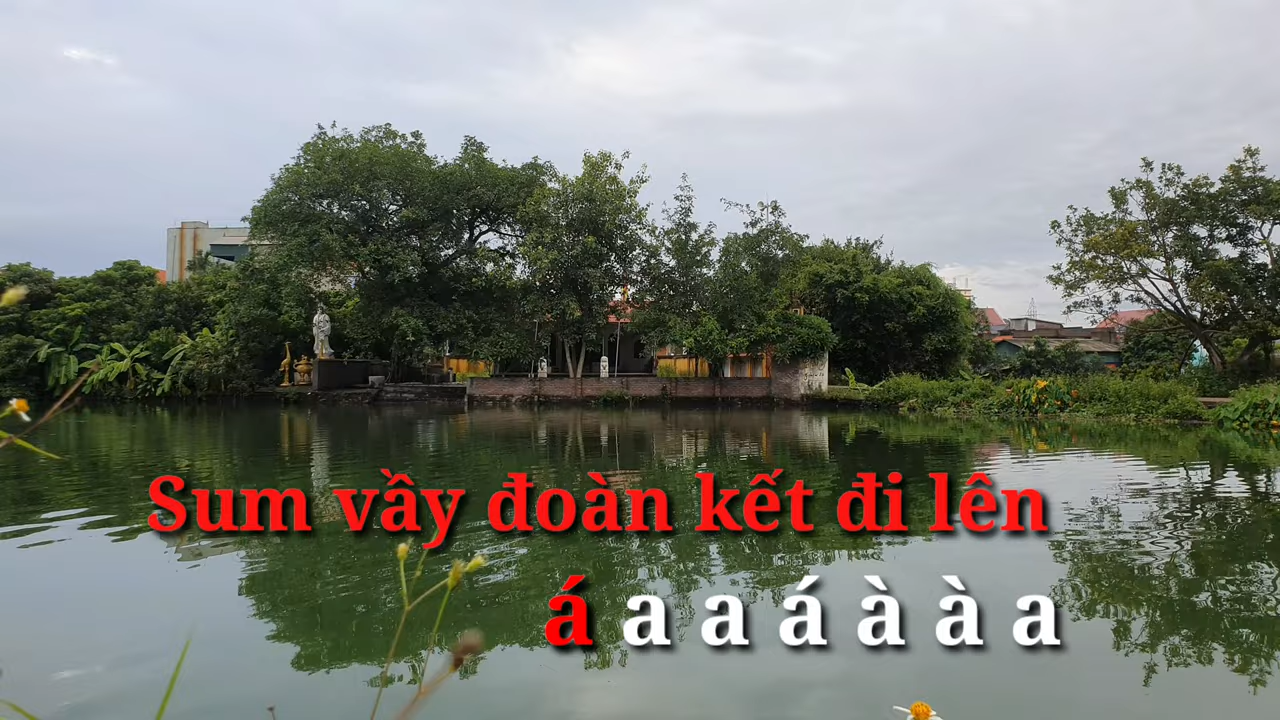 Sum vầy đoàn kết đi lên
á a a á à à a